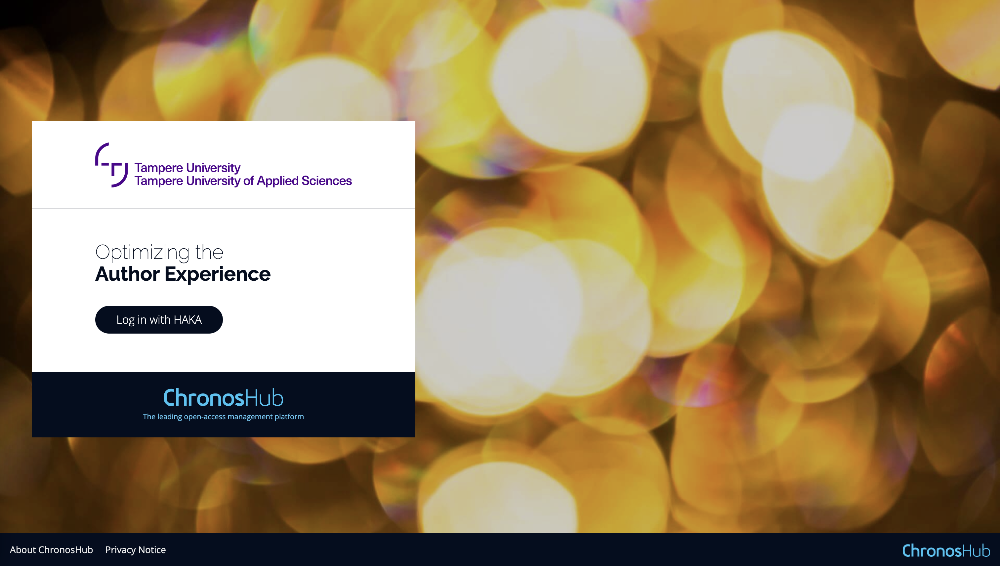 Tampere University
Tampere University of Applied Sciences
Optimizing the
Author Experience
Log in with HAKA
ChronosHub
The leading open-access management platform
About ChronosHub Privacy Notice ChronosHub